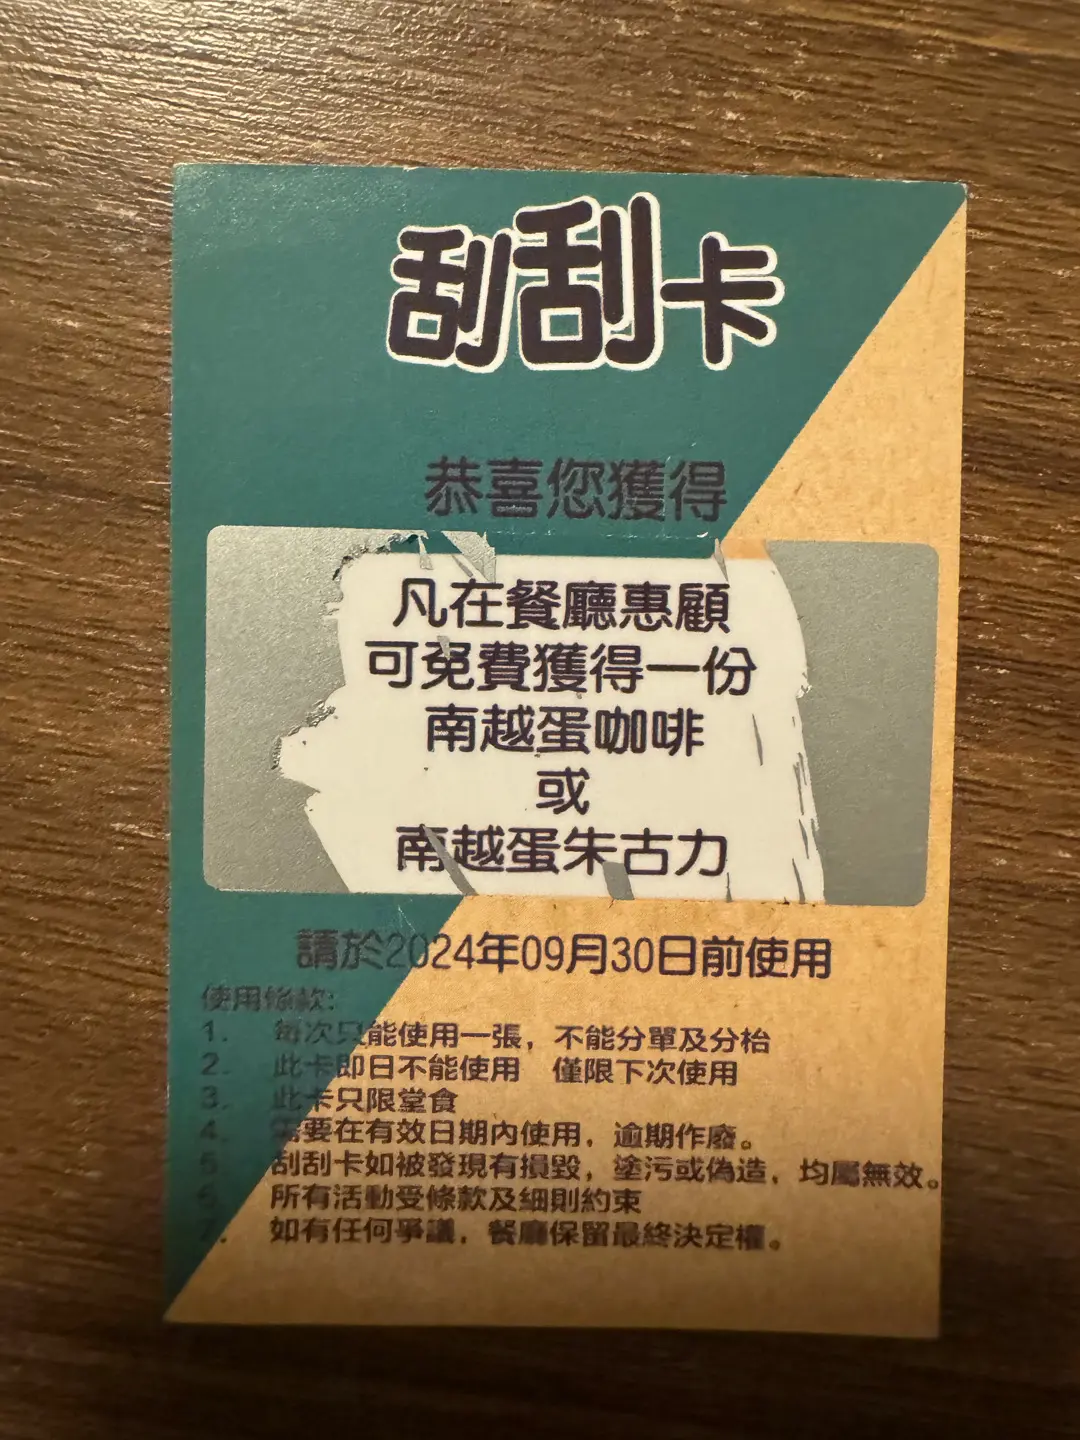 刮刮卡
恭喜您獲得
凡在餐廳惠顧
可免費獲得一份
南越蛋咖啡
或
南越蛋朱古力
請於2024年09月30日前使用
使用條款:
1. 每次只能使用一張，不能分單及分枱
2. 此卡即日不能使用 僅限下次使用
3. 此卡只限堂食
4. 需要在有效日期內使用，逾期作廢。
5. 刮刮卡如被發現有損毀，塗污或偽造，均屬無效。
6. 所有活動受條款及細則約束
7. 如有任何爭議，餐廳保留最終決定權。